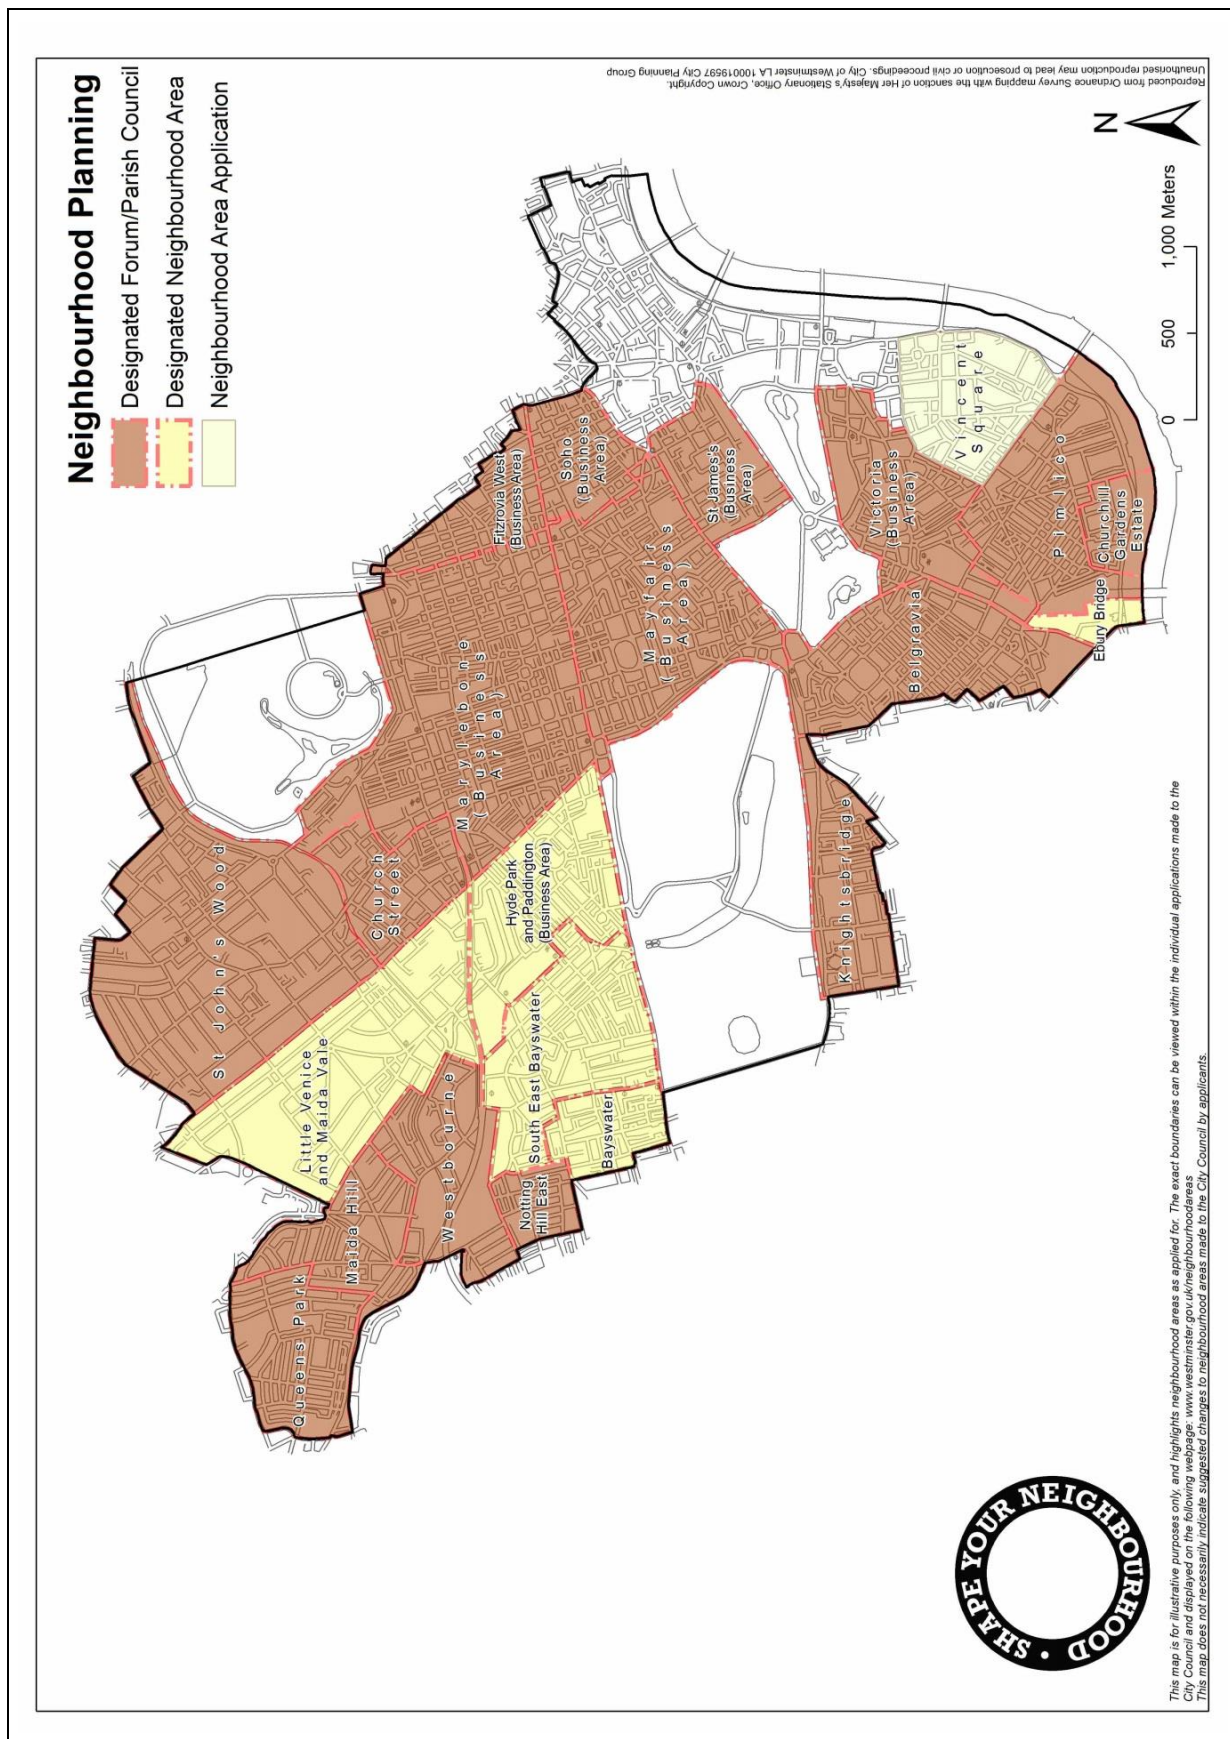 Neighbourhood Planning
Designated Forum/Parish Council
Designated Neighbourhood Area
Neighbourhood Area Application
Reproduced from Ordnance Survey mapping with the sanction of Her Majesty's Stationary Office, Crown Copyright.
Unauthorised reproduction may lead to prosecution or civil proceedings. City of Westminster LA 100019597 City Planning Group
N
St John's Wood
Queens Park
Maida Hill
Little Venice
and Maida Vale
Church
Street
Westbourne
Marylebone
(Business
Area)
Fitzrovia West
(Business Area)
Notting
Hill East
South East Bayswater
Hyde Park
and Paddington
(Business Area)
Soho
(Business
Area)
Bayswater
Mayfair
(Business
Area)
St James's
(Business
Area)
Knightsbridge
Victoria
(Business
Area)
Belgravia
Vincent
Square
Pimlico
Churchill
Gardens
Estate
Ebury Bridge
0 500 1,000 Meters
SHAPE YOUR NEIGHBOURHOOD •
This map is for illustrative purposes only, and highlights neighbourhood areas as applied for. The exact boundaries can be viewed within the individual applications made to the
City Council and displayed on the following webpage: www.westminster.gov.uk/neighbourhoodareas
This map does not necessarily indicate suggested changes to neighbourhood areas made to the City Council by applicants.